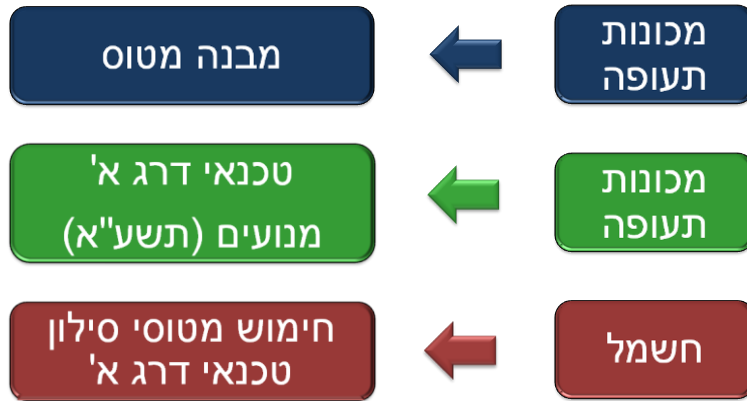 מכונות
תעופה
מבנה מטוס
מכונות
תעופה
טכנאי דרג א'
מנועים (תשע"א)
חשמל
חימוש מטוסי סילון
טכנאי דרג א'